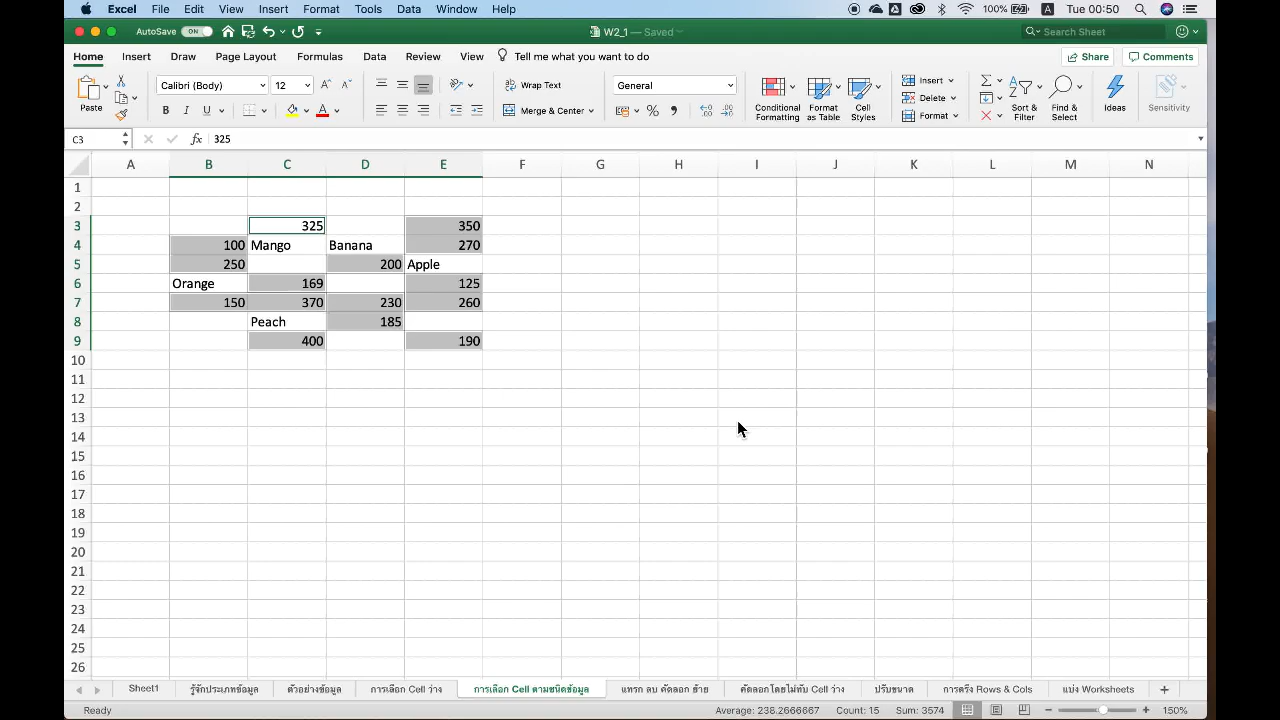 Excel File Edit View Insert Format Tools Data Window Help 100% A Tue 00:50
AutoSave ON W2_1 — Saved Search Sheet
Home Insert Draw Page Layout Formulas Data Review View Tell me what you want to do Share Comments
Paste Calibri (Body) 12 Wrap Text General Conditional Formatting Format as Table Cell Styles Insert Sort & Filter Find & Select Ideas Sensitivity
B I U Merge & Center % Delete
Format
C3 fx 325
A B C D E F G H I J K L M N
1
2
3 325 350
4 100 Mango Banana 270
5 250 200 Apple
6 Orange 169 125
7 150 370 230 260
8 Peach 185
9 400 190
10
11
12
13
14
15
16
17
18
19
20
21
22
23
24
25
26
Sheet1 รู้จักประเภทข้อมูล ตัวอย่างข้อมูล การเลือก Cell ว่าง การเลือก Cell ตามชนิดข้อมูล แทรก ลบ คัดลอก ย้าย คัดลอกโดยไม่ทับ Cell ว่าง ปรับขนาด การตรึง Rows & Cols แบ่ง Worksheets +
Ready Average: 238.2666667 Count: 15 Sum: 3574 150%